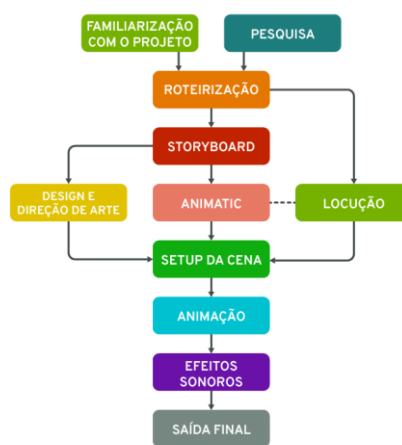 FAMILIARIZAÇÃO
COM O PROJETO
PESQUISA
ROTEIRIZAÇÃO
STORYBOARD
DESIGN E
DIREÇÃO DE ARTE
ANIMATIC
LOCUÇÃO
SETUP DA CENA
ANIMAÇÃO
EFEITOS
SONOROS
SAÍDA FINAL